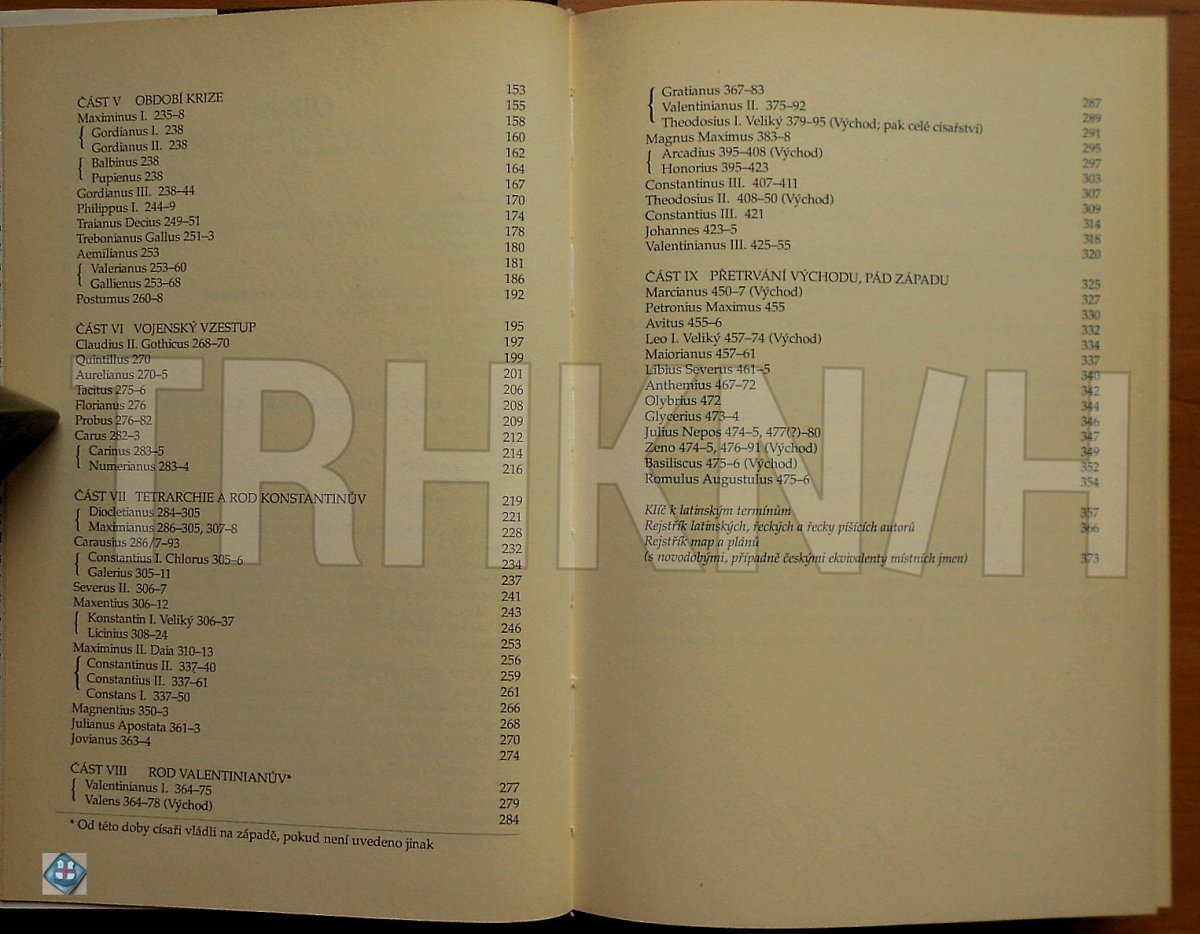 ČÁST V OBDOBÍ KRIZE 153
Maximinus I. 235–8 155
Gordianus I. 238 158
Gordianus II. 238 160
Balbinus 238 162
Pupienus 238 164
Gordianus III. 238–44 167
Philippus I. 244–9 170
Traianus Decius 249–51 174
Trebonianus Gallus 251–3 178
Aemilianus 253 180
Valerianus 253–60 181
Gallienus 253–68 186
Postumus 260–8 192
ČÁST VI VOJENSKÝ VZESTUP 195
Claudius II. Gothicus 268–70 197
Quintillus 270 199
Aurelianus 270–5 201
Tacitus 275–6 206
Florianus 276 208
Probus 276–82 209
Carus 282–3 212
Carinus 283–5 214
Numerianus 283–4 216
ČÁST VII TETRARCHIE A ROD KONSTANTINŮV 219
Diocletianus 284–305 221
Maximianus 286–305, 307–8 228
Carausius 286/7–93 232
Constantius I. Chlorus 305–6 234
Galerius 305–11 237
Severus II. 306–7 241
Maxentius 306–12 243
Konstantin I. Veliký 306–37 246
Licinius 308–24 253
Maximinus II. Daia 310–13 256
Constantinus II. 337–40 259
Constantius II. 337–61 261
Constans I. 337–50 266
Magnentius 350–3 268
Julianus Apostata 361–3 270
Jovianus 363–4 274
ČÁST VIII ROD VALENTINIANŮV* 277
Valentinianus I. 364–75 279
Valens 364–78 (Východ) 284
* Od této doby císaři vládli na západě, pokud není uvedeno jinak
Gratianus 367–83 287
Valentinianus II. 375–92 289
Theodosius I. Veliký 379–95 (Východ; pak celé císařství) 291
Magnus Maximus 383–8 295
Arcadius 395–408 (Východ) 297
Honorius 395–423 303
Constantinus III. 407–411 307
Theodosius II. 408–50 (Východ) 309
Constantius III. 421 314
Johannes 423–5 318
Valentinianus III. 425–55 320
ČÁST IX PŘETRVÁNÍ VÝCHODU, PÁD ZÁPADU 325
Marcianus 450–7 (Východ) 327
Petronius Maximus 455 330
Avitus 455–6 332
Leo I. Veliký 457–74 (Východ) 334
Maiorianus 457–61 337
Libius Severus 461–5 340
Anthemius 467–72 342
Olybrius 472 344
Glycerius 473–4 346
Julius Nepos 474–5, 477(?)–80 347
Zeno 474–5, 476–91 (Východ) 349
Basiliscus 475–6 (Východ) 352
Romulus Augustulus 475–6 354
Klíč k latinským termínům 357
Rejstřík latinských, řeckých a řecky píšících autorů 366
Rejstřík map a plánů
(s novodobými, případně českými ekvivalenty místních jmen) 373
TRHKN/H